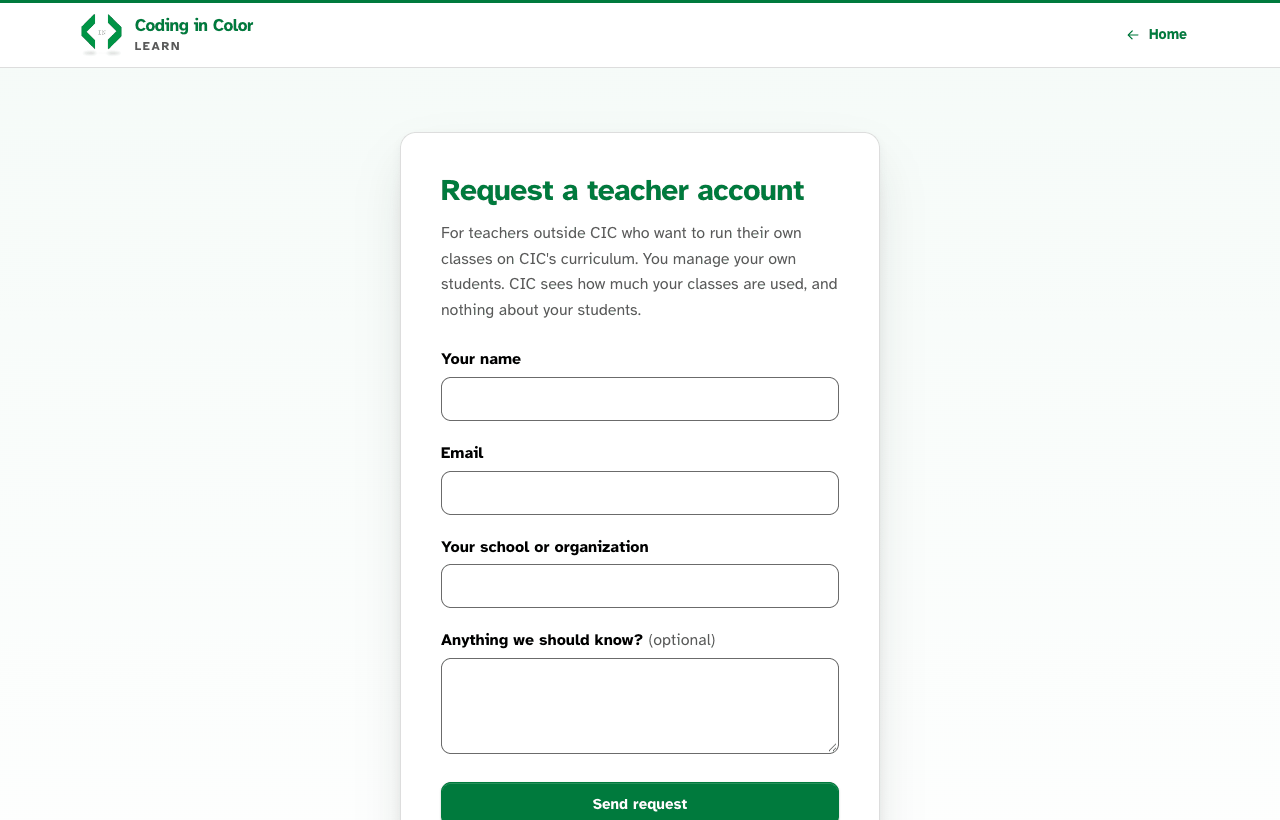 Coding in Color
LEARN
← Home
Request a teacher account
For teachers outside CIC who want to run their own
classes on CIC's curriculum. You manage your own
students. CIC sees how much your classes are used, and
nothing about your students.
Your name
Email
Your school or organization
Anything we should know? (optional)
Send request